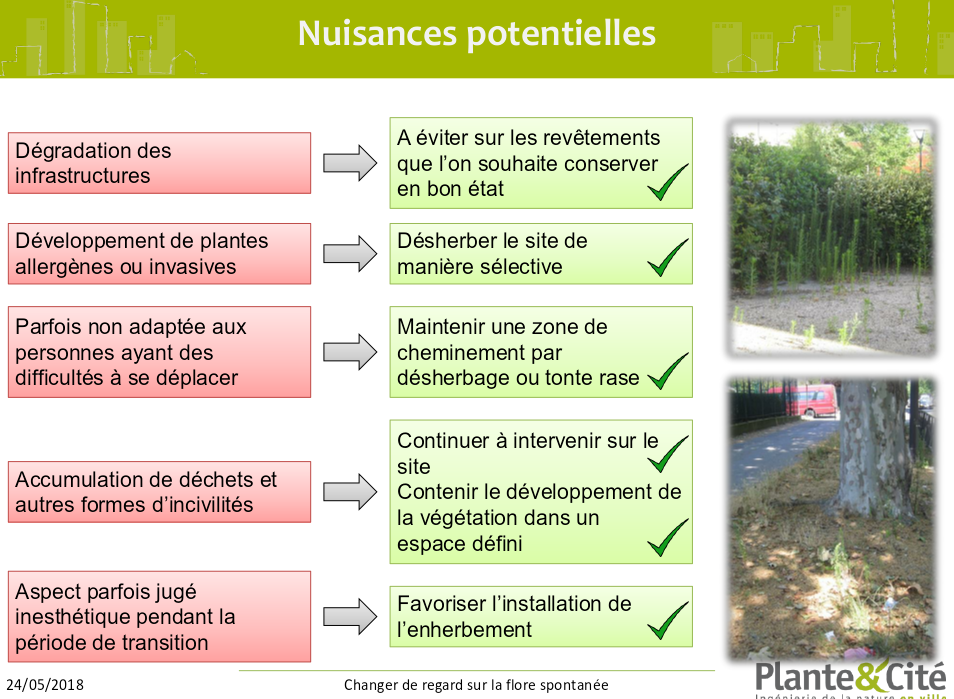 Nuisances potentielles
Dégradation des
infrastructures
A éviter sur les revêtements
que l’on souhaite conserver
en bon état
Développement de plantes
allergènes ou invasives
Désherber le site de
manière sélective
Parfois non adaptée aux
personnes ayant des
difficultés à se déplacer
Maintenir une zone de
cheminement par
désherbage ou tonte rase
Accumulation de déchets et
autres formes d’incivilités
Continuer à intervenir sur le
site
Contenir le développement de
la végétation dans un
espace défini
Aspect parfois jugé
inesthétique pendant la
période de transition
Favoriser l’installation de
l’enherbement
24/05/2018
Changer de regard sur la flore spontanée
Plante&Cité
Ingénierie de la nature en ville